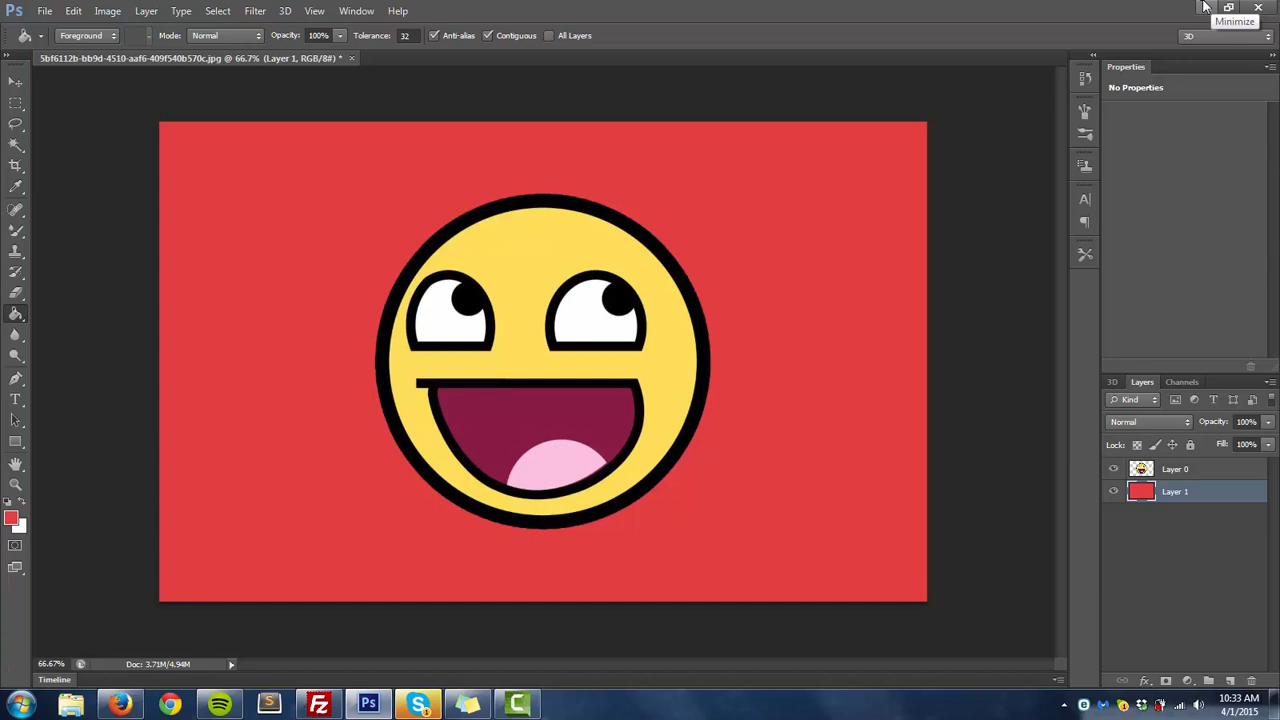 Ps File Edit Image Layer Type Select Filter 3D View Window Help
Minimize
Foreground Mode: Normal Opacity: 100% Tolerance: 32 Anti-alias Contiguous All Layers 3D
5bf6112b-bb9d-4510-aaf6-409f540b570c.jpg @ 66.7% (Layer 1, RGB/8#) *
Properties
No Properties
3D Layers Channels
Kind
Normal Opacity: 100%
Lock: Fill: 100%
Layer 0
Layer 1
66.67% Doc: 3.71M/4.94M
Timeline
10:33 AM
4/1/2015